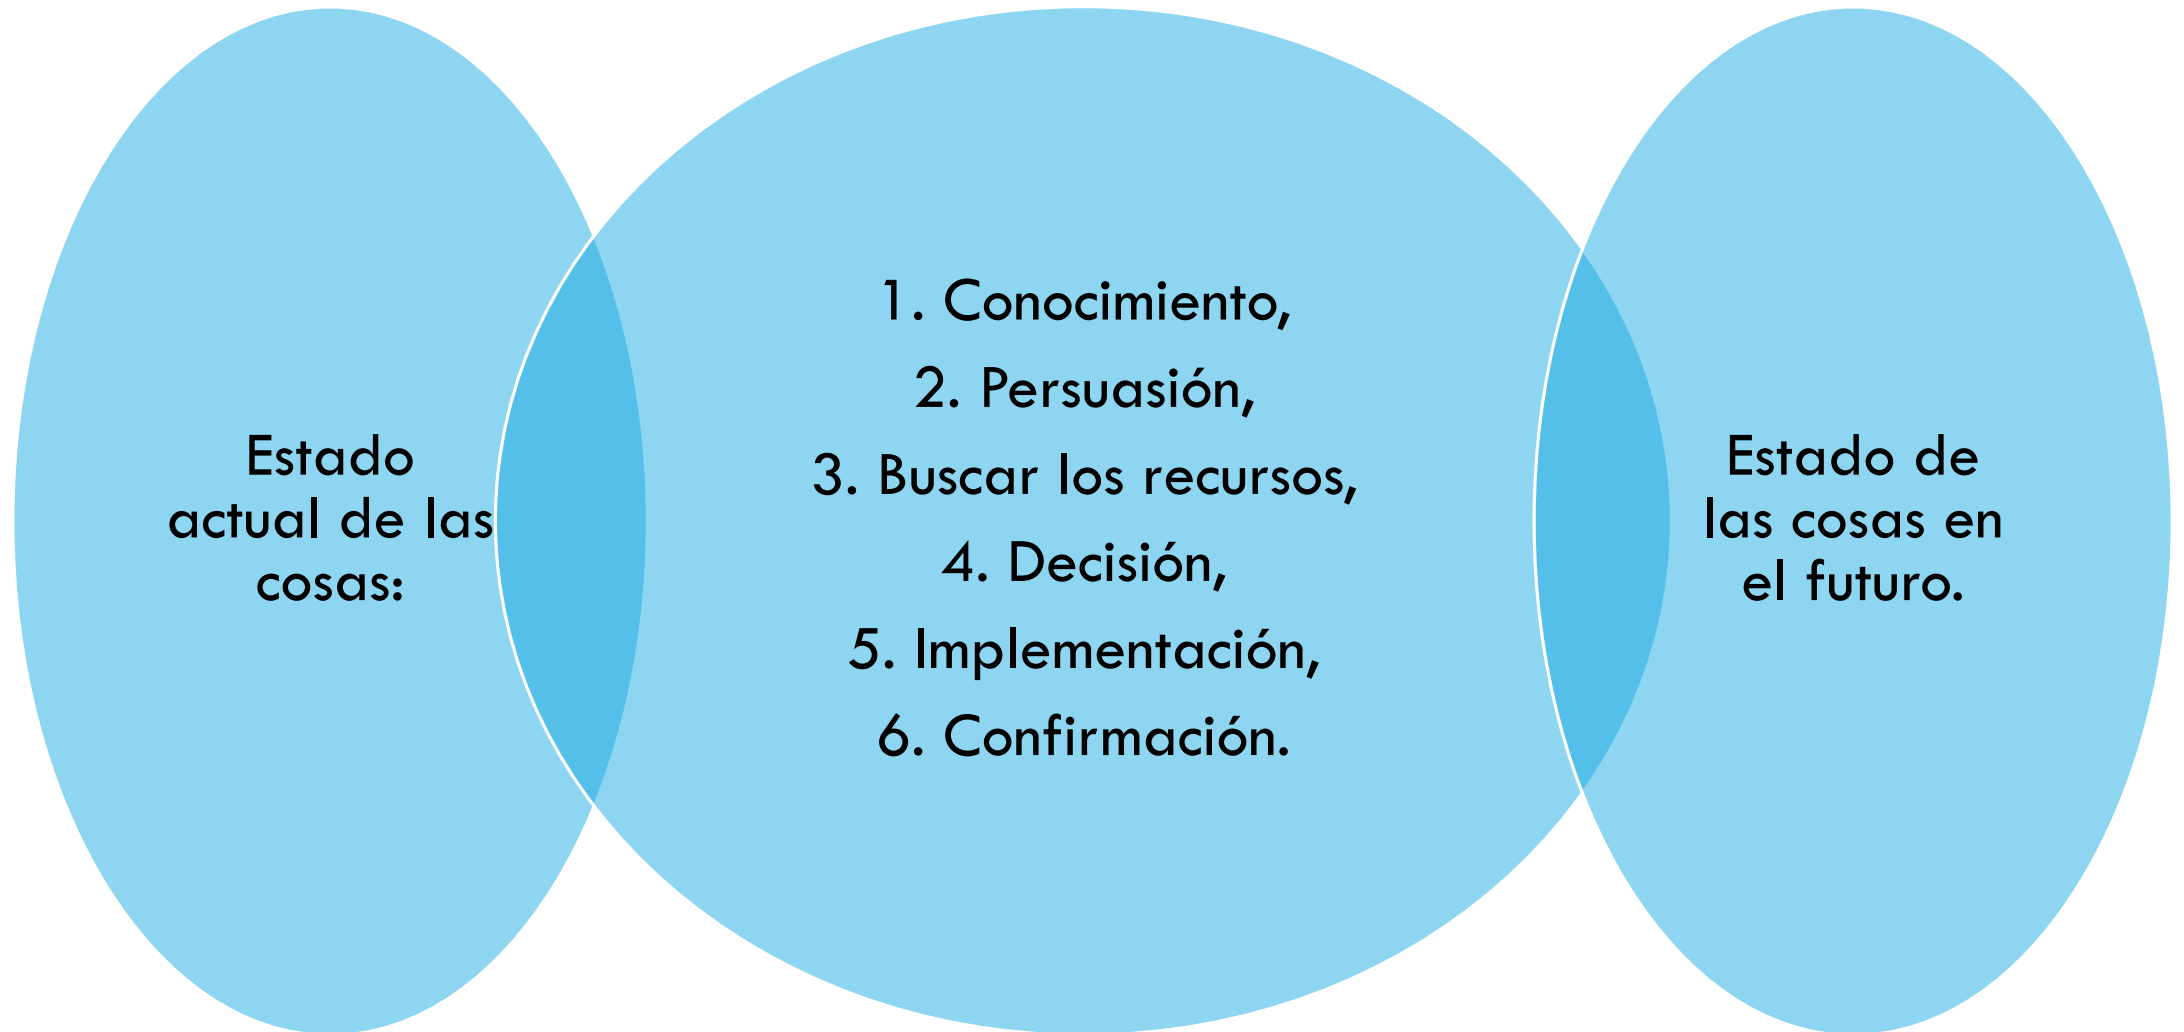 Estado
actual de las
cosas:
1. Conocimiento,
2. Persuasión,
3. Buscar los recursos,
4. Decisión,
5. Implementación,
6. Confirmación.
Estado de
las cosas en
el futuro.